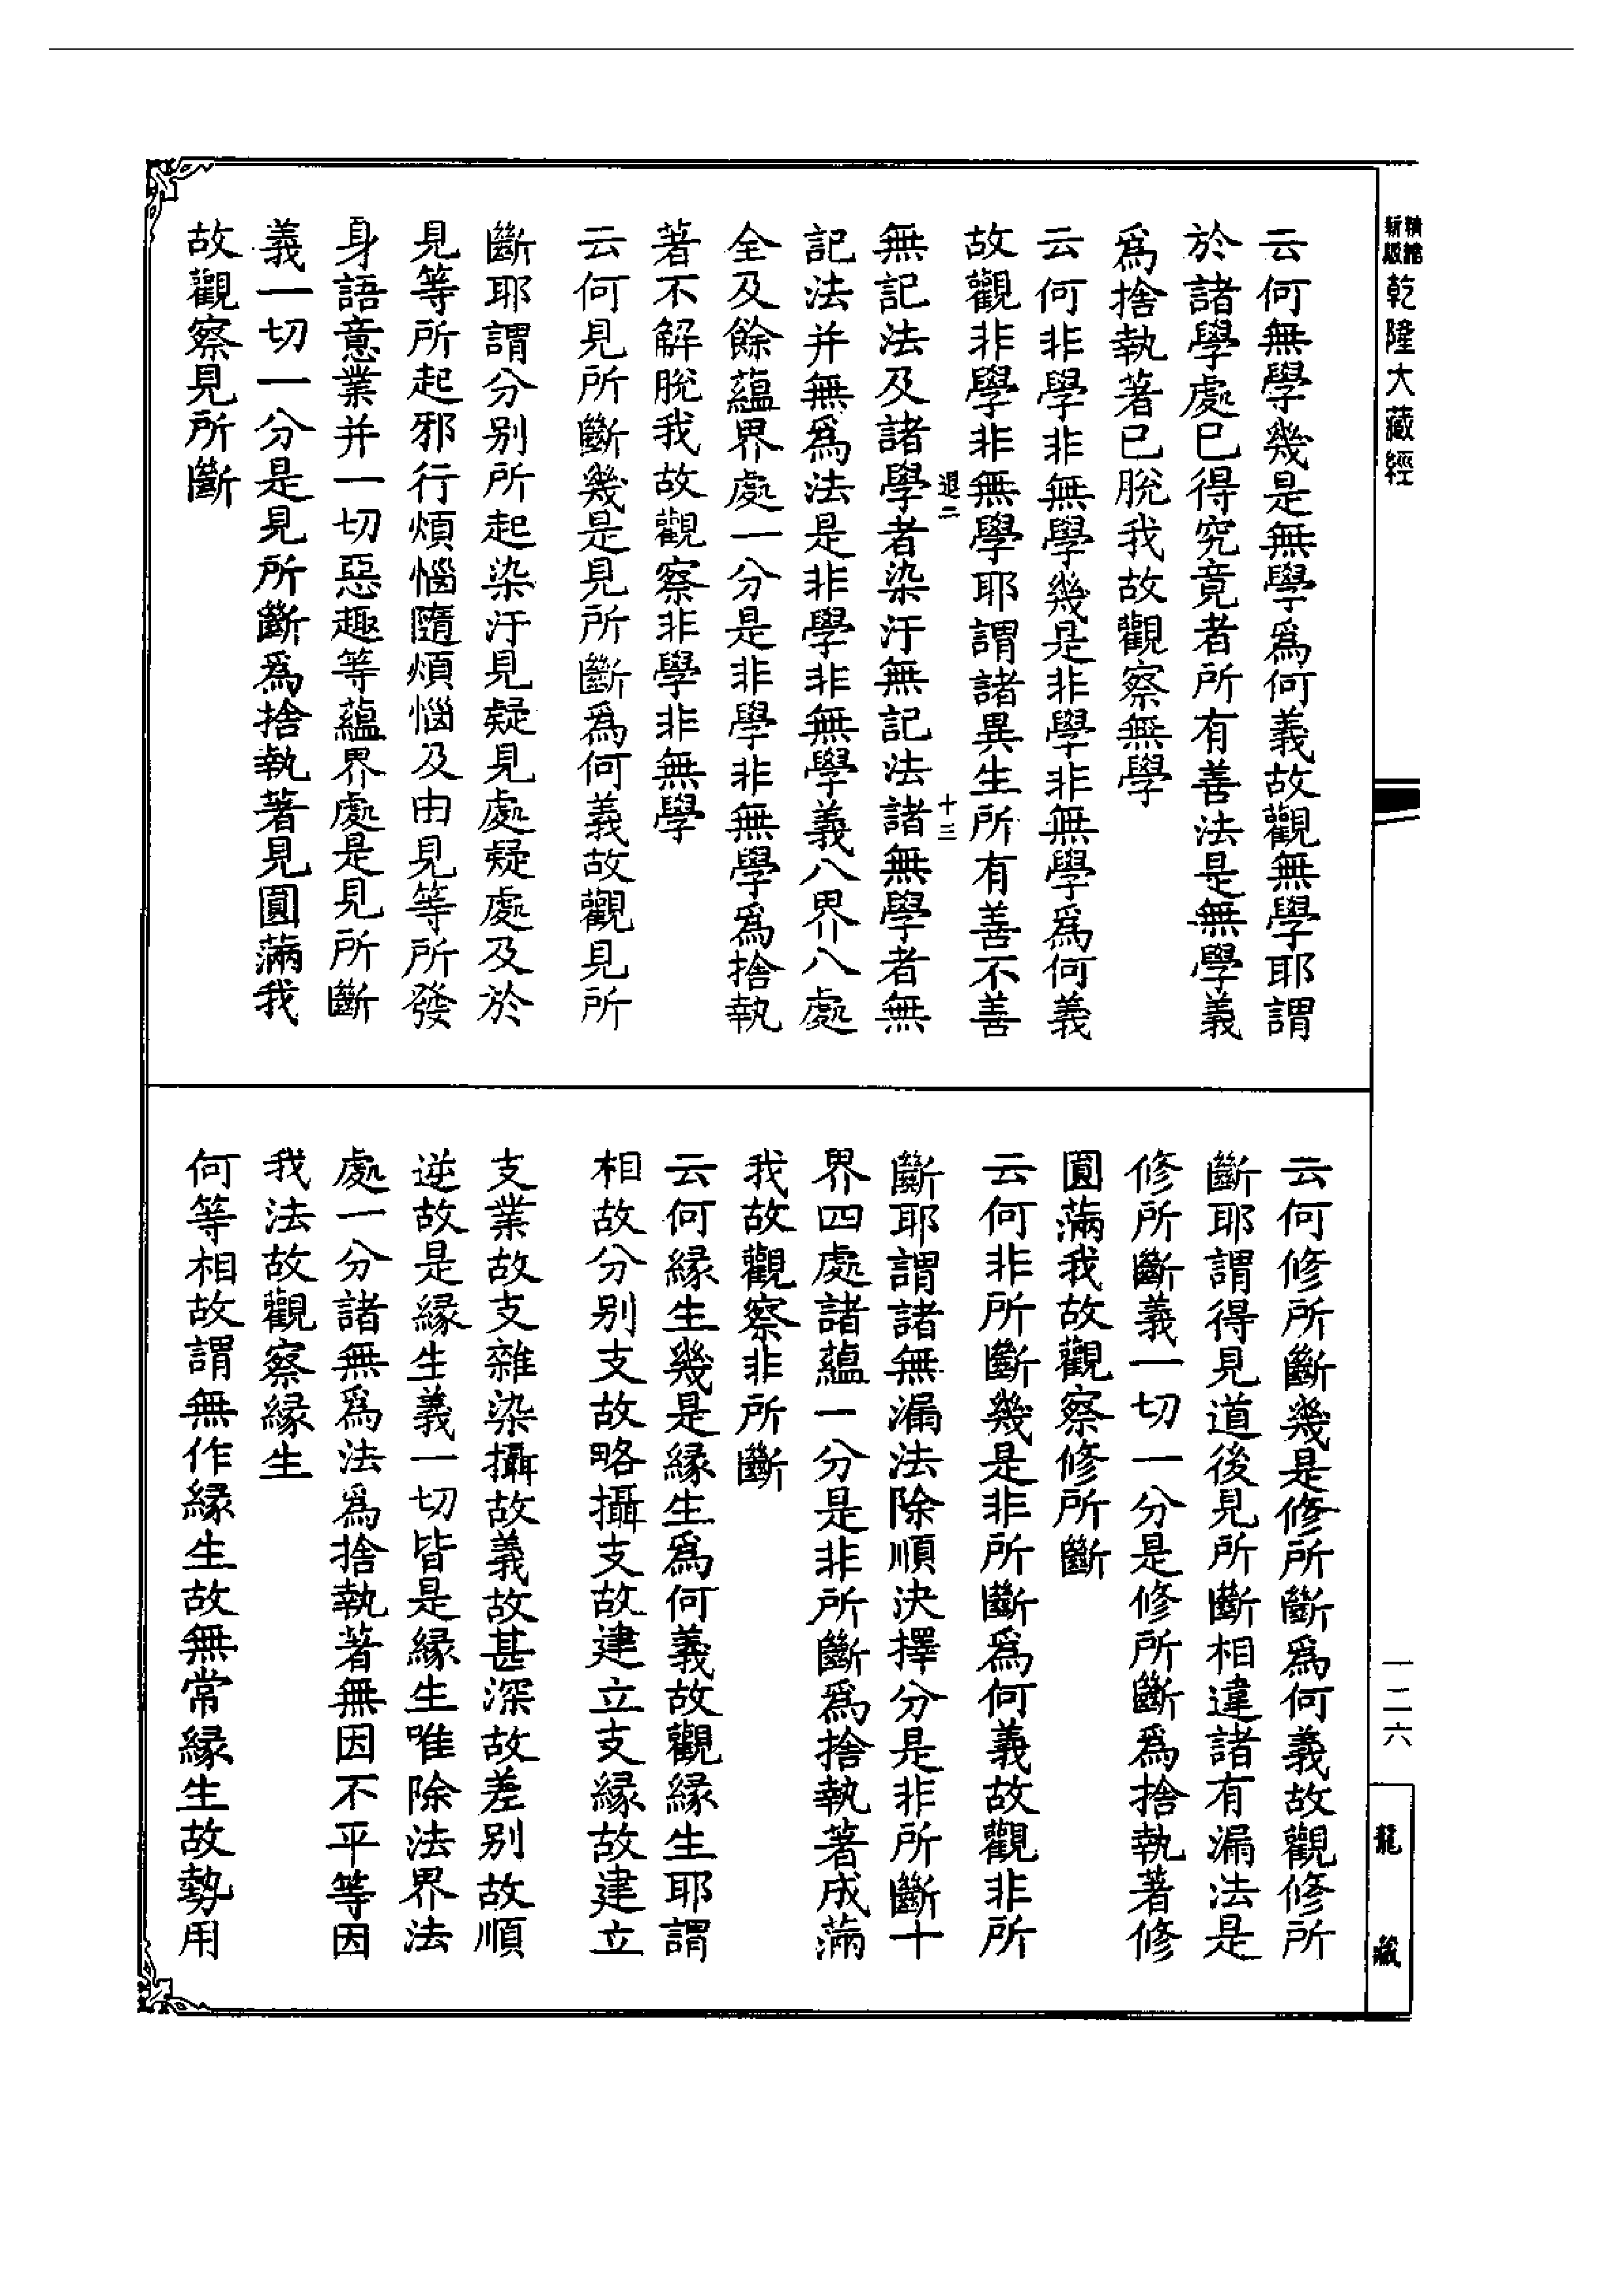 精縮
新版
乾隆大藏經
云何無學幾是無學爲何義故觀無學耶謂
於諸學處已得究竟者所有善法是無學義
爲捨執著已脫我故觀察無學
云何非學非無學幾是非學非無學爲何義
故觀非學非無學耶謂諸異生所有善不善
退二 十三
無記法及諸學者染汙無記法諸無學者無
記法并無爲法是非學非無學義八界八處
全及餘蘊界處一分是非學非無學爲捨執
著不解脫我故觀察非學非無學
云何見所斷幾是見所斷爲何義故觀見所
斷耶謂分別所起染汙見疑見處疑處及於
見等所起邪行煩惱隨煩惱及由見等所發
身語意業并一切惡趣等蘊界處是見所斷
義一切一分是見所斷爲捨執著見圓滿我
故觀察見所斷
云何修所斷幾是修所斷爲何義故觀修所
斷耶謂得見道後見所斷相違諸有漏法是
修所斷義一切一分是修所斷爲捨執著修
圓滿我故觀察修所斷
云何非所斷幾是非所斷爲何義故觀非所
斷耶謂諸無漏法除順決擇分是非所斷十
界四處諸蘊一分是非所斷爲捨執著成滿
我故觀察非所斷
云何緣生幾是緣生爲何義故觀緣生耶謂
相故分別支故略攝支故建立支緣故建立
支業故支雜染攝故義故甚深故差別故順
逆故是緣生義一切皆是緣生唯除法界法
處一分諸無爲法爲捨執著無因不平等因
我法故觀察緣生
何等相故謂無作緣生故無常緣生故勢用
一二六
龍藏